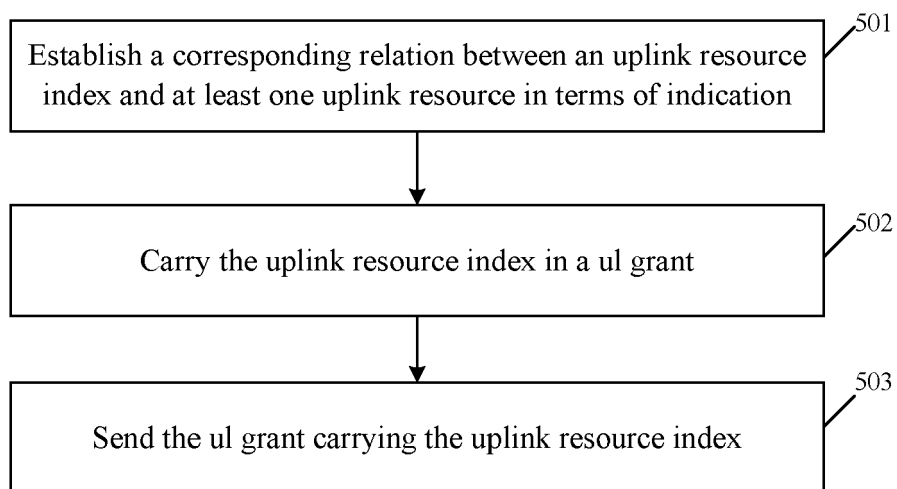 501
Establish a corresponding relation between an uplink resource
index and at least one uplink resource in terms of indication
502
Carry the uplink resource index in a ul grant
503
Send the ul grant carrying the uplink resource index